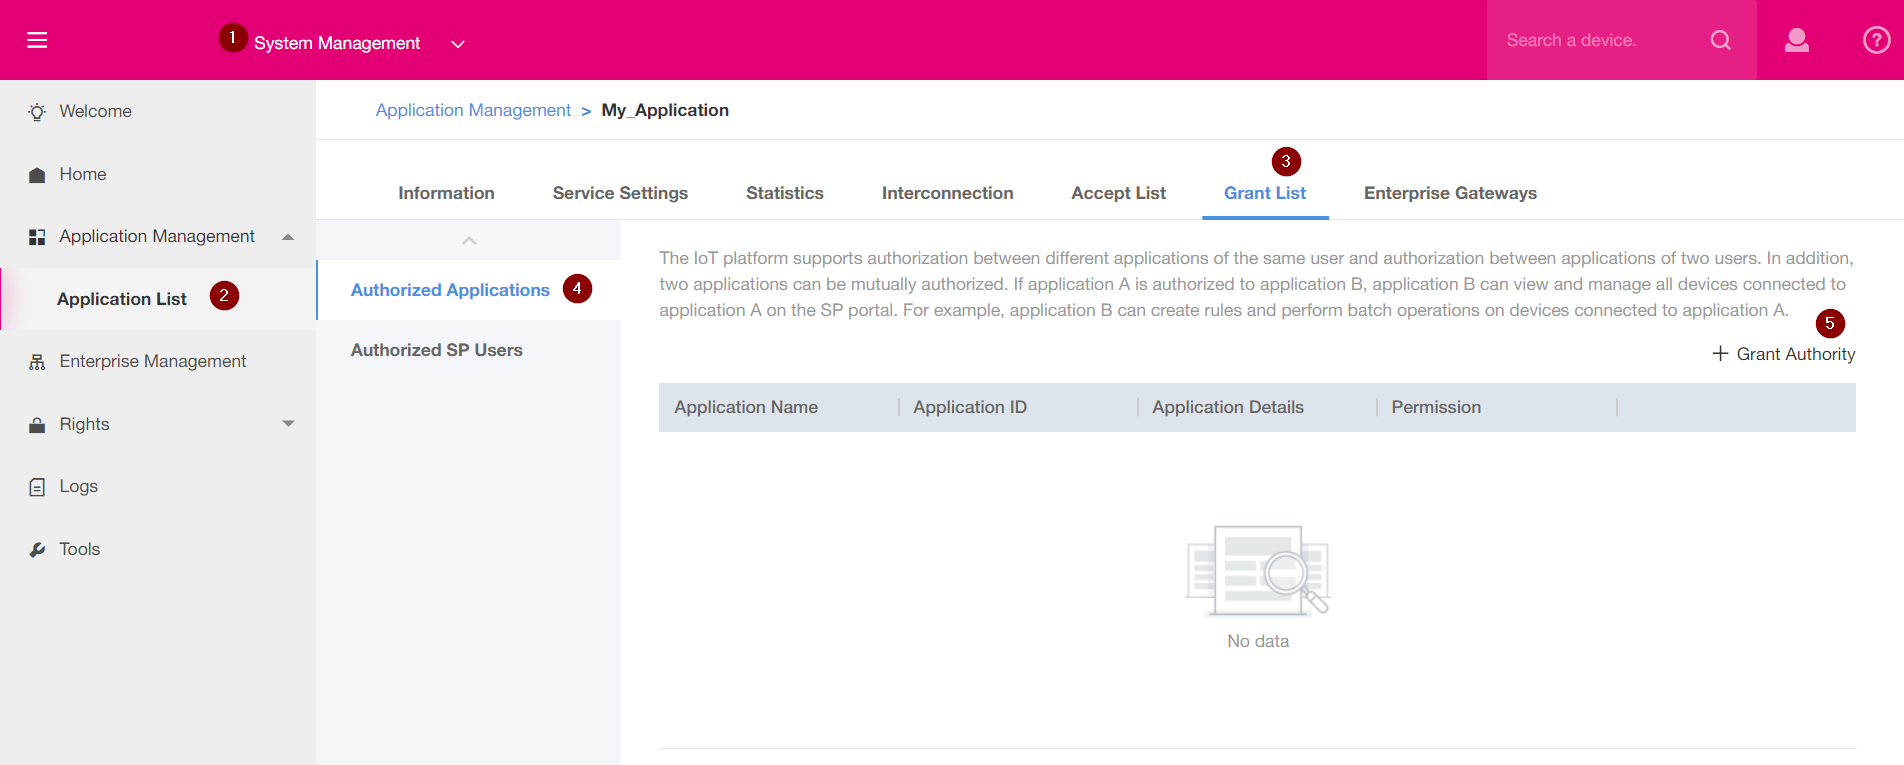 1 System Management
Search a device.
?
Welcome
Home
Application Management
Application List 2
Enterprise Management
Rights
Logs
Tools
Application Management > My_Application
3
Information Service Settings Statistics Interconnection Accept List Grant List Enterprise Gateways
Authorized Applications 4
Authorized SP Users
The IoT platform supports authorization between different applications of the same user and authorization between applications of two users. In addition,
two applications can be mutually authorized. If application A is authorized to application B, application B can view and manage all devices connected to
application A on the SP portal. For example, application B can create rules and perform batch operations on devices connected to application A.
5
+ Grant Authority
Application Name Application ID Application Details Permission
No data